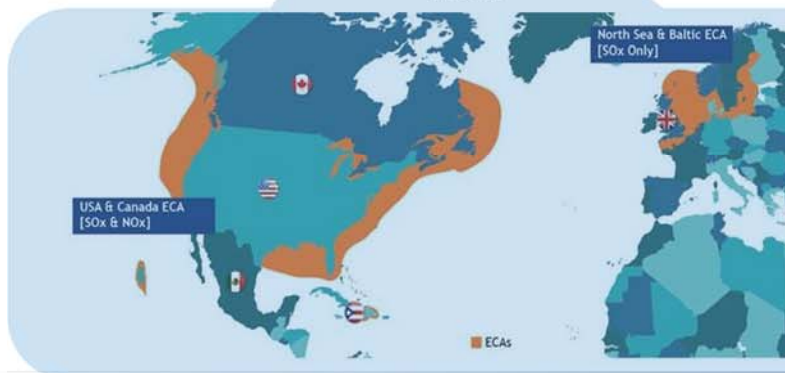 North Sea & Baltic ECA
[SOx Only]
USA & Canada ECA
[SOx & NOx]
ECAs